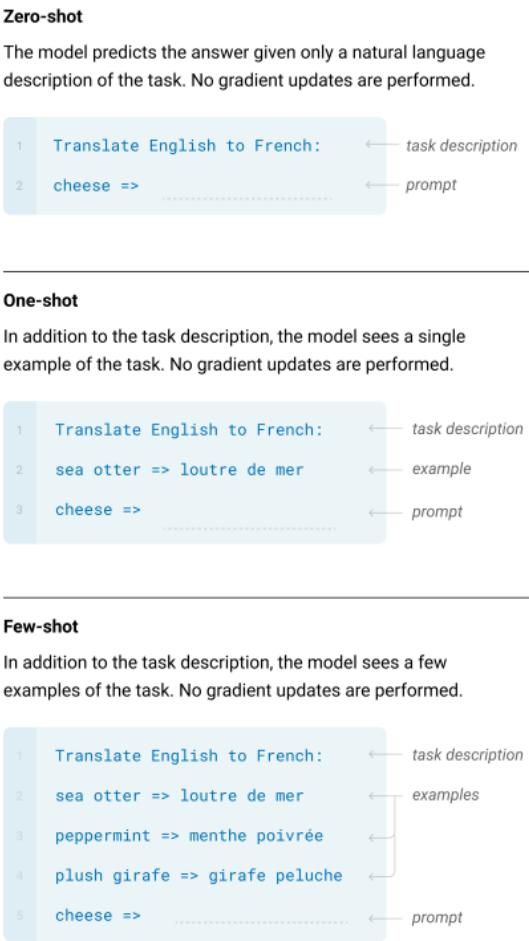 Zero-shot
The model predicts the answer given only a natural language
description of the task. No gradient updates are performed.
1 Translate English to French: task description
2 cheese => prompt
One-shot
In addition to the task description, the model sees a single
example of the task. No gradient updates are performed.
1 Translate English to French: task description
2 sea otter => loutre de mer example
3 cheese => prompt
Few-shot
In addition to the task description, the model sees a few
examples of the task. No gradient updates are performed.
1 Translate English to French: task description
2 sea otter => loutre de mer examples
3 peppermint => menthe poivrée
4 plush girafe => girafe peluche
5 cheese => prompt